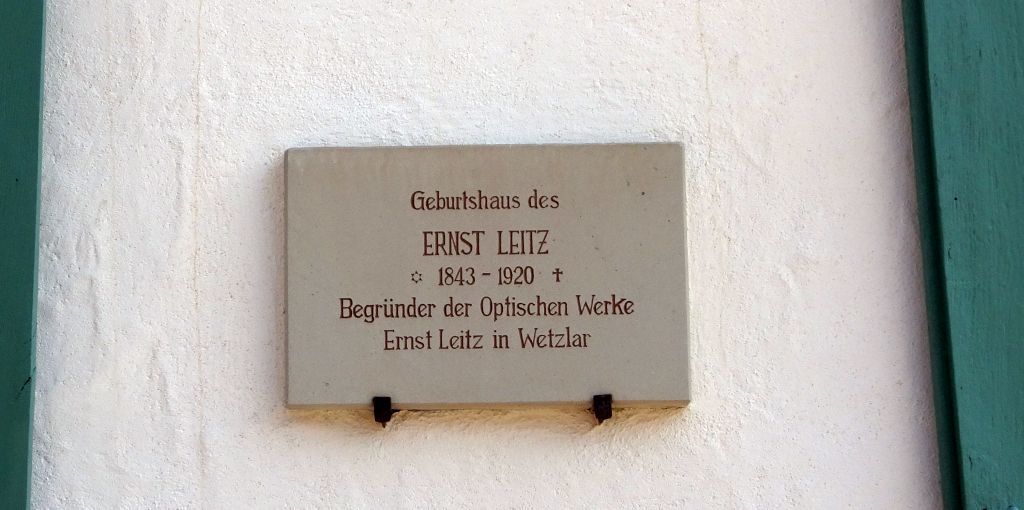 Geburtshaus des
ERNST LEITZ
✡ 1843 - 1920 ✝
Begründer der Optischen Werke
Ernst Leitz in Wetzlar